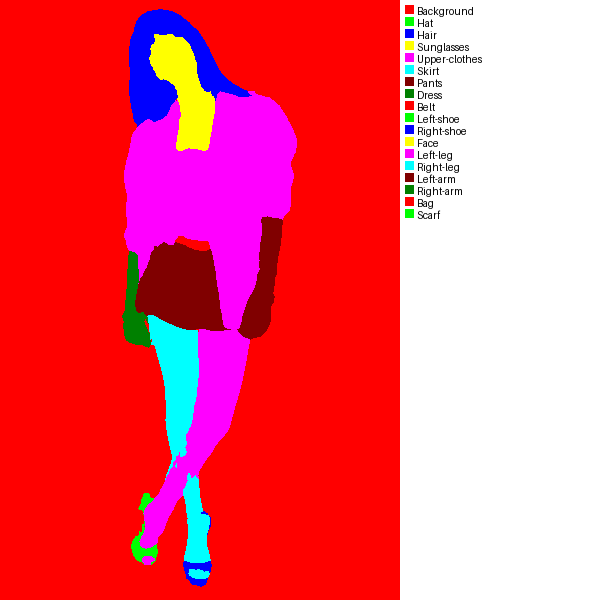 Background
Hat
Hair
Sunglasses
Upper-clothes
Skirt
Pants
Dress
Belt
Left-shoe
Right-shoe
Face
Left-leg
Right-leg
Left-arm
Right-arm
Bag
Scarf